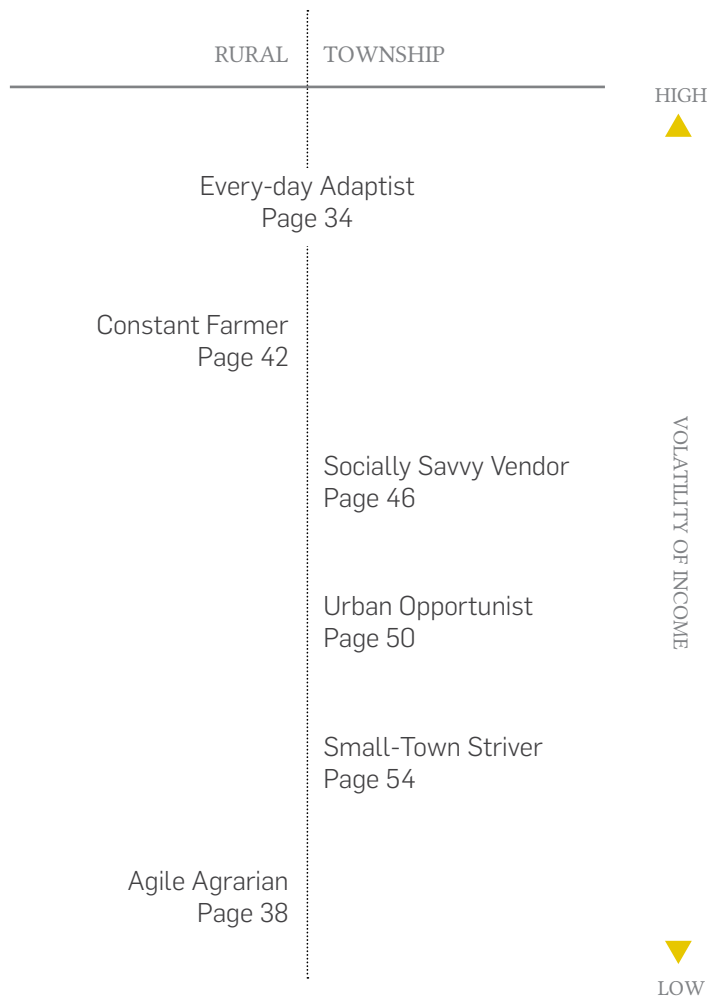 RURAL
TOWNSHIP
HIGH
Every-day Adaptist
Page 34
Constant Farmer
Page 42
Socially Savvy Vendor
Page 46
VOLATILITY OF INCOME
Urban Opportunist
Page 50
Small-Town Striver
Page 54
Agile Agrarian
Page 38
LOW